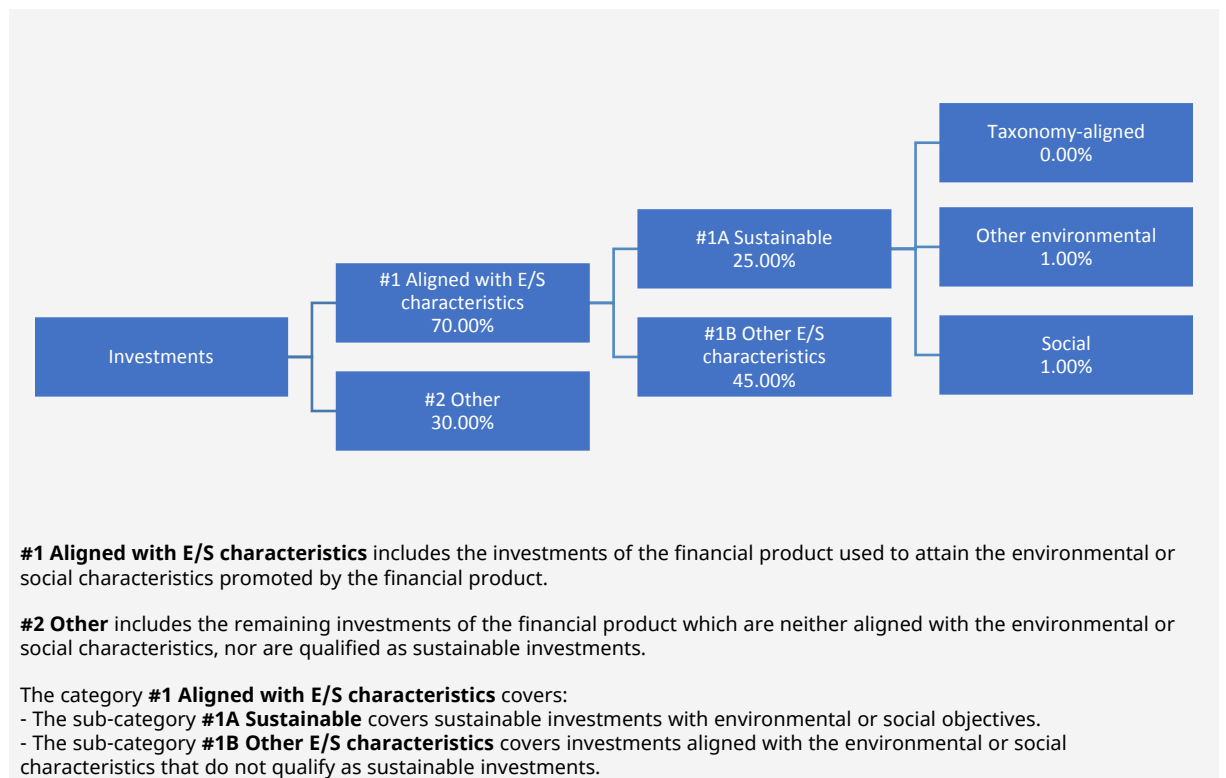 Investments
#1 Aligned with E/S
characteristics
70.00%
#2 Other
30.00%
#1A Sustainable
25.00%
#1B Other E/S
characteristics
45.00%
Taxonomy-aligned
0.00%
Other environmental
1.00%
Social
1.00%
#1 Aligned with E/S characteristics includes the investments of the financial product used to attain the environmental or
social characteristics promoted by the financial product.
#2 Other includes the remaining investments of the financial product which are neither aligned with the environmental or
social characteristics, nor are qualified as sustainable investments.
The category #1 Aligned with E/S characteristics covers:
- The sub-category #1A Sustainable covers sustainable investments with environmental or social objectives.
- The sub-category #1B Other E/S characteristics covers investments aligned with the environmental or social
characteristics that do not qualify as sustainable investments.